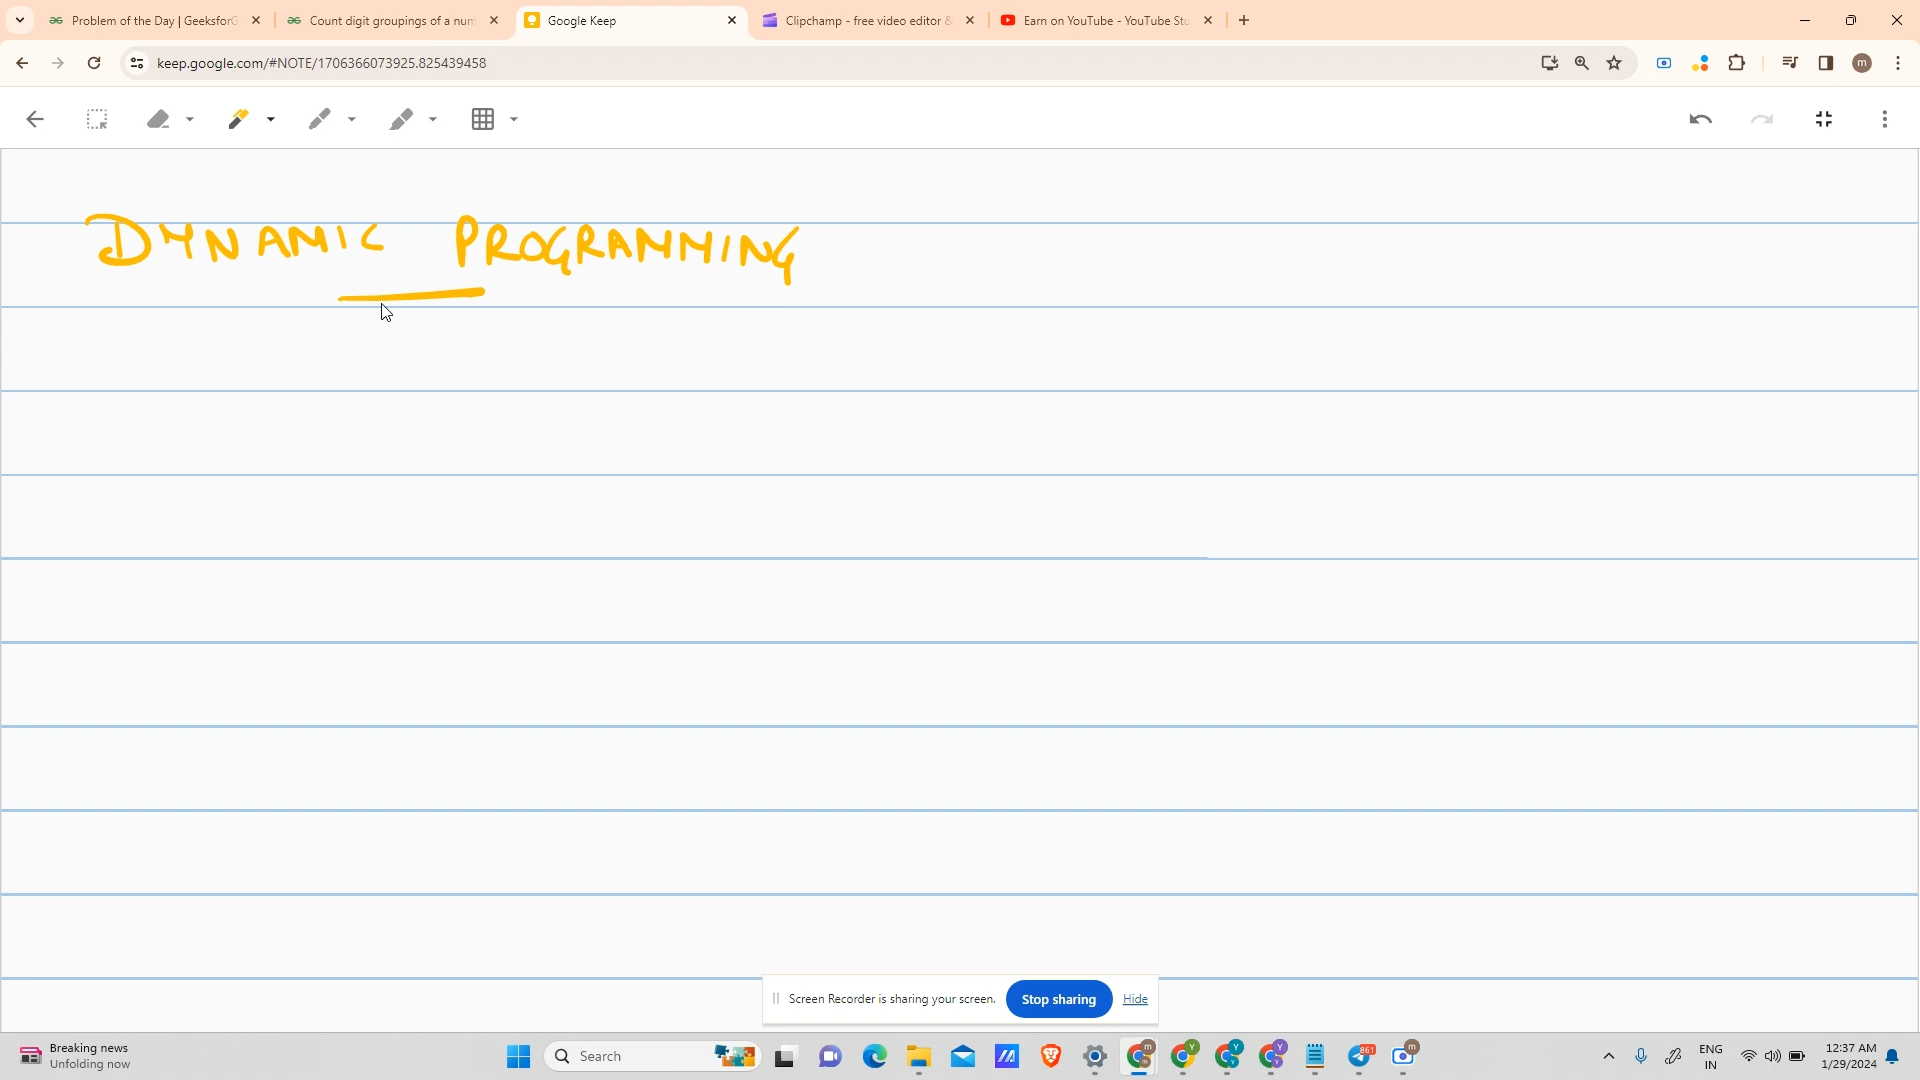 Problem of the Day | GeeksforG
Count digit groupings of a num
Google Keep
Clipchamp - free video editor &
Earn on YouTube - YouTube Stu
keep.google.com/#NOTE/1706366073925.825439458
m
DYNAMIC PROGRAMMING
Screen Recorder is sharing your screen. Stop sharing Hide
Breaking news
Unfolding now
Search
861
ENG
IN
12:37 AM
1/29/2024